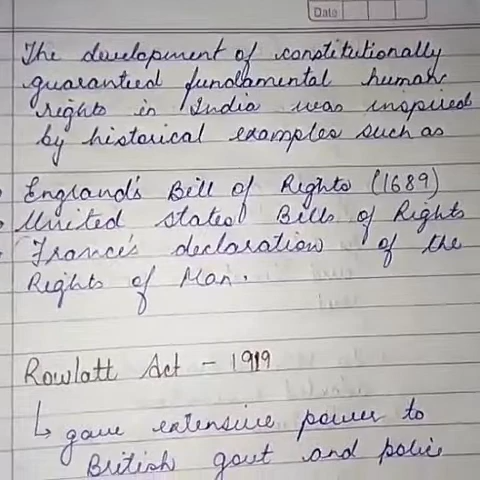 Date
The development of constitutionally
guaranteed fundamental human
rights in India was inspired
by historical examples such as
England's Bill of Rights (1689)
United states Bills of Rights
France's declaration of the
Rights of Man.
Rowlatt Act - 1919
↳ gave extensive power to
British govt and police